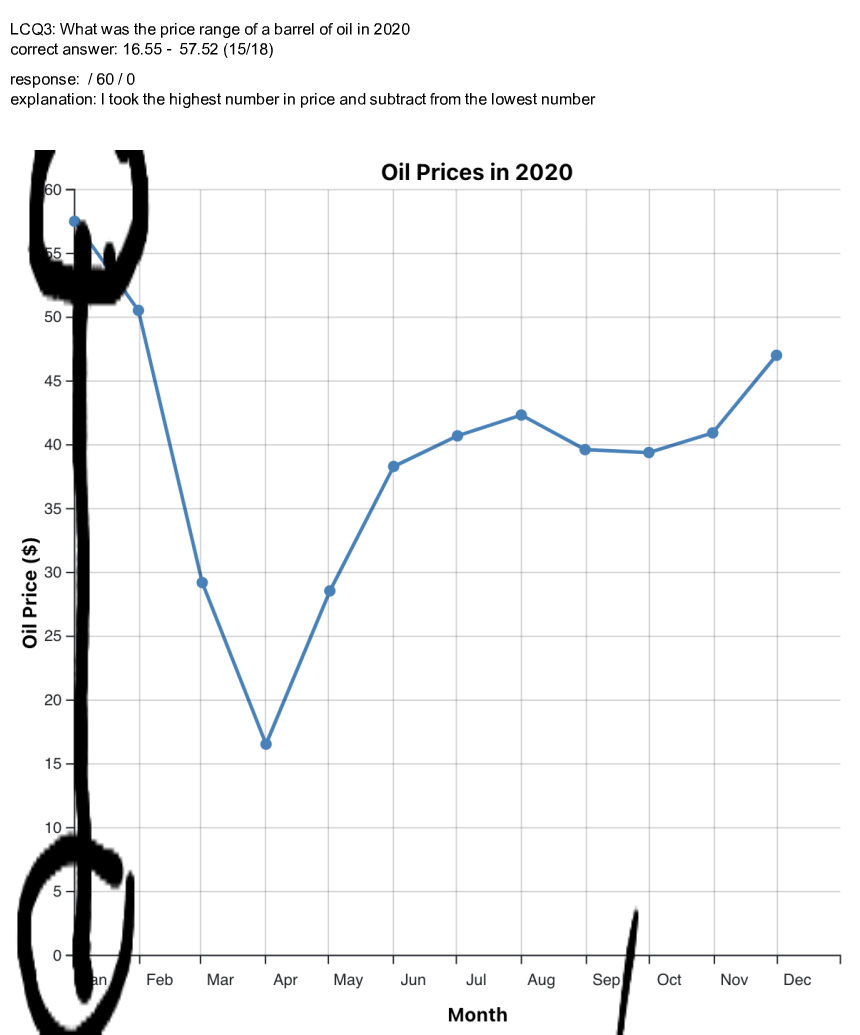 LCQ3: What was the price range of a barrel of oil in 2020
correct answer: 16.55 - 57.52 (15/18)
response: / 60 / 0
explanation: I took the highest number in price and subtract from the lowest number
Oil Prices in 2020
60
55
50
45
40
35
30
25
20
15
10
5
0
Oil Price ($)
Feb Mar Apr May Jun Jul Aug Sep Oct Nov Dec
Month